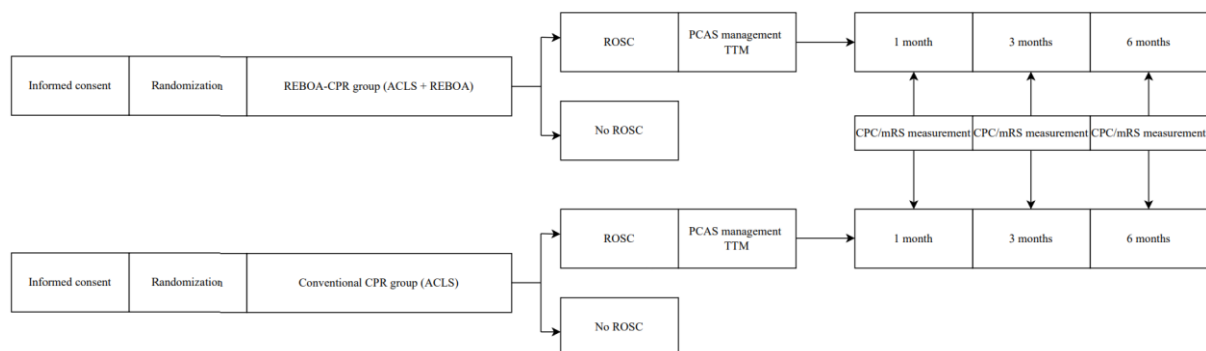 ROSC
PCAS management
TTM
1 month
3 months
6 months
Informed consent
Randomization
REBOA-CPR group (ACLS + REBOA)
No ROSC
CPC/mRS measurement
CPC/mRS measurement
CPC/mRS measurement
ROSC
PCAS management
TTM
1 month
3 months
6 months
Informed consent
Randomization
Conventional CPR group (ACLS)
No ROSC